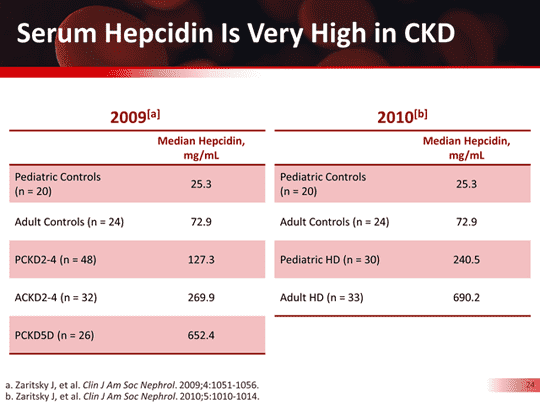 Serum Hepcidin Is Very High in CKD
2009[a]
Median Hepcidin,
mg/mL
Pediatric Controls
(n = 20)
25.3
Adult Controls (n = 24)
72.9
PCKD2-4 (n = 48)
127.3
ACKD2-4 (n = 32)
269.9
PCKD5D (n = 26)
652.4
2010[b]
Median Hepcidin,
mg/mL
Pediatric Controls
(n = 20)
25.3
Adult Controls (n = 24)
72.9
Pediatric HD (n = 30)
240.5
Adult HD (n = 33)
690.2
a. Zaritsky J, et al. Clin J Am Soc Nephrol. 2009;4:1051-1056.
b. Zaritsky J, et al. Clin J Am Soc Nephrol. 2010;5:1010-1014.
24